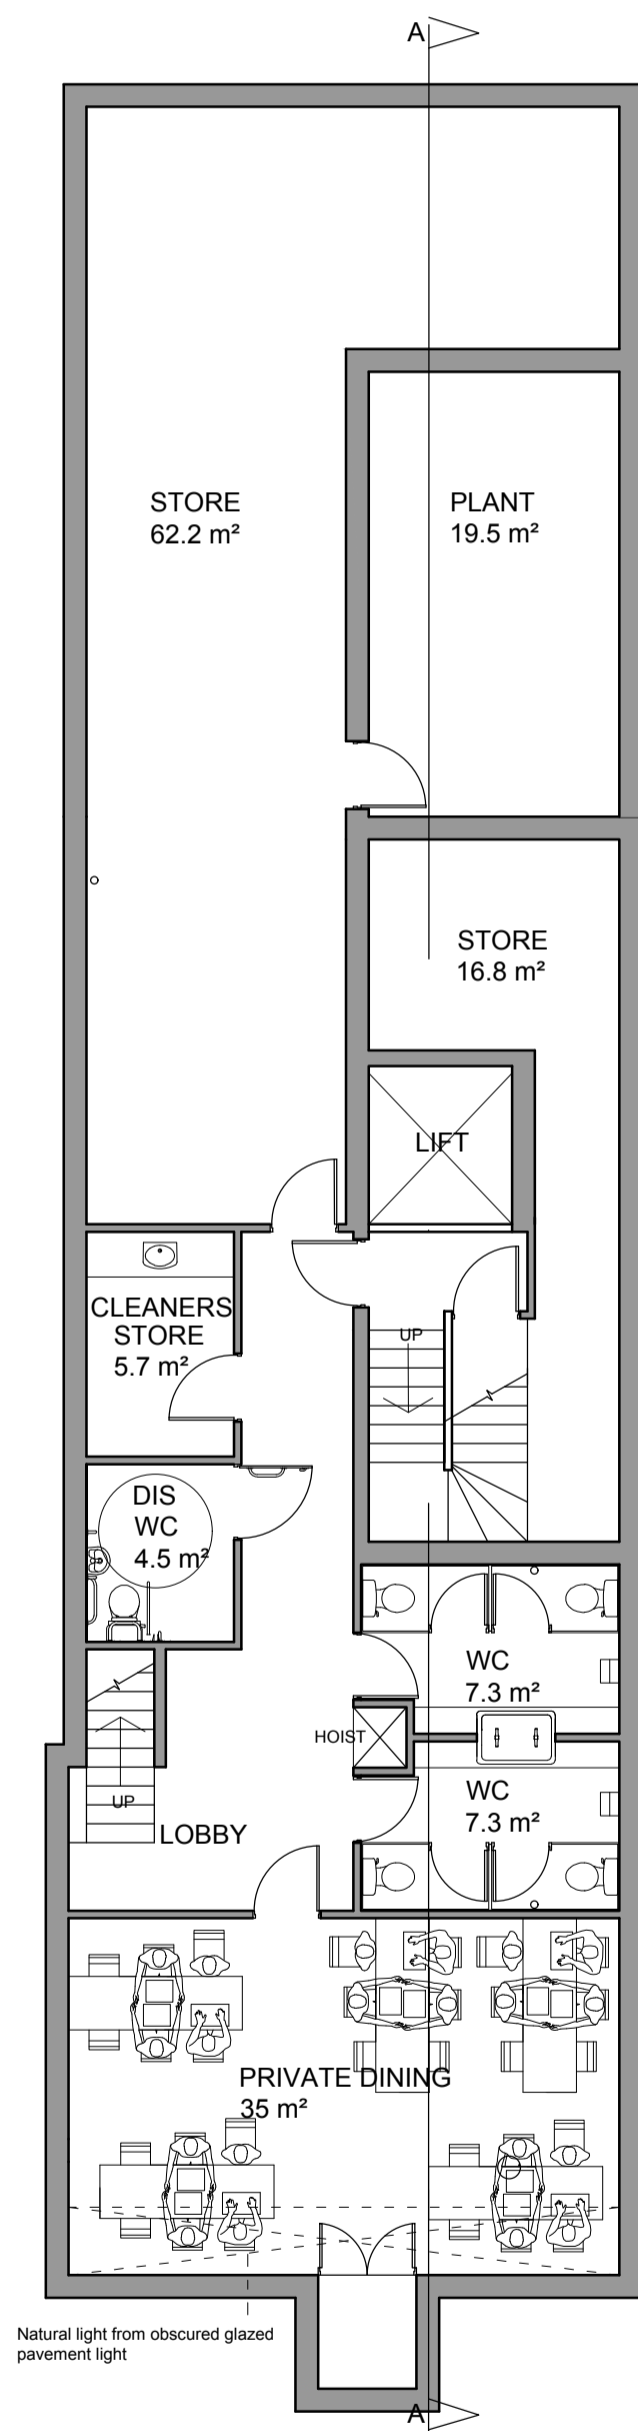 A
STORE
62.2 m²
PLANT
19.5 m²
STORE
16.8 m²
LIFT
CLEANERS
STORE
5.7 m²
UP
DIS
WC
4.5 m²
WC
7.3 m²
HOIST
WC
7.3 m²
UP
LOBBY
PRIVATE DINING
35 m²
Natural light from obscured glazed
pavement light
A